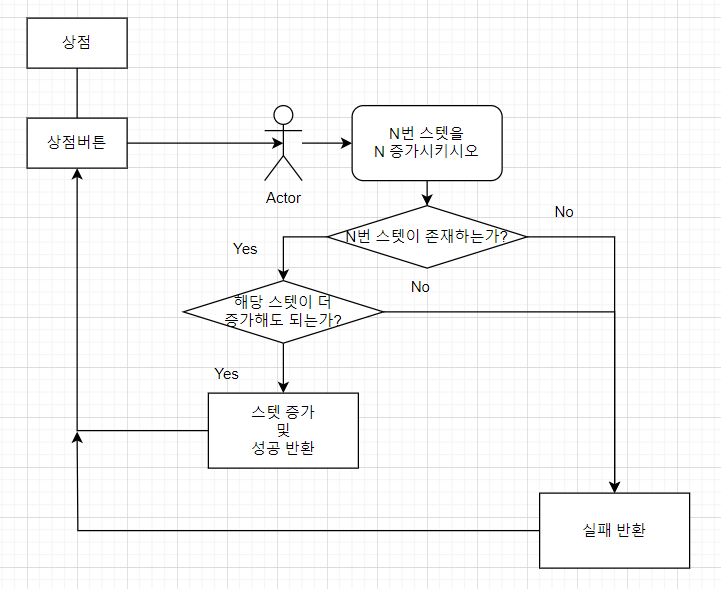 상점
상점버튼
Actor
N번 스텟을
N 증가시키시오
No
N번 스텟이 존재하는가?
Yes
No
해당 스텟이 더
증가해도 되는가?
Yes
스텟 증가
및
성공 반환
실패 반환